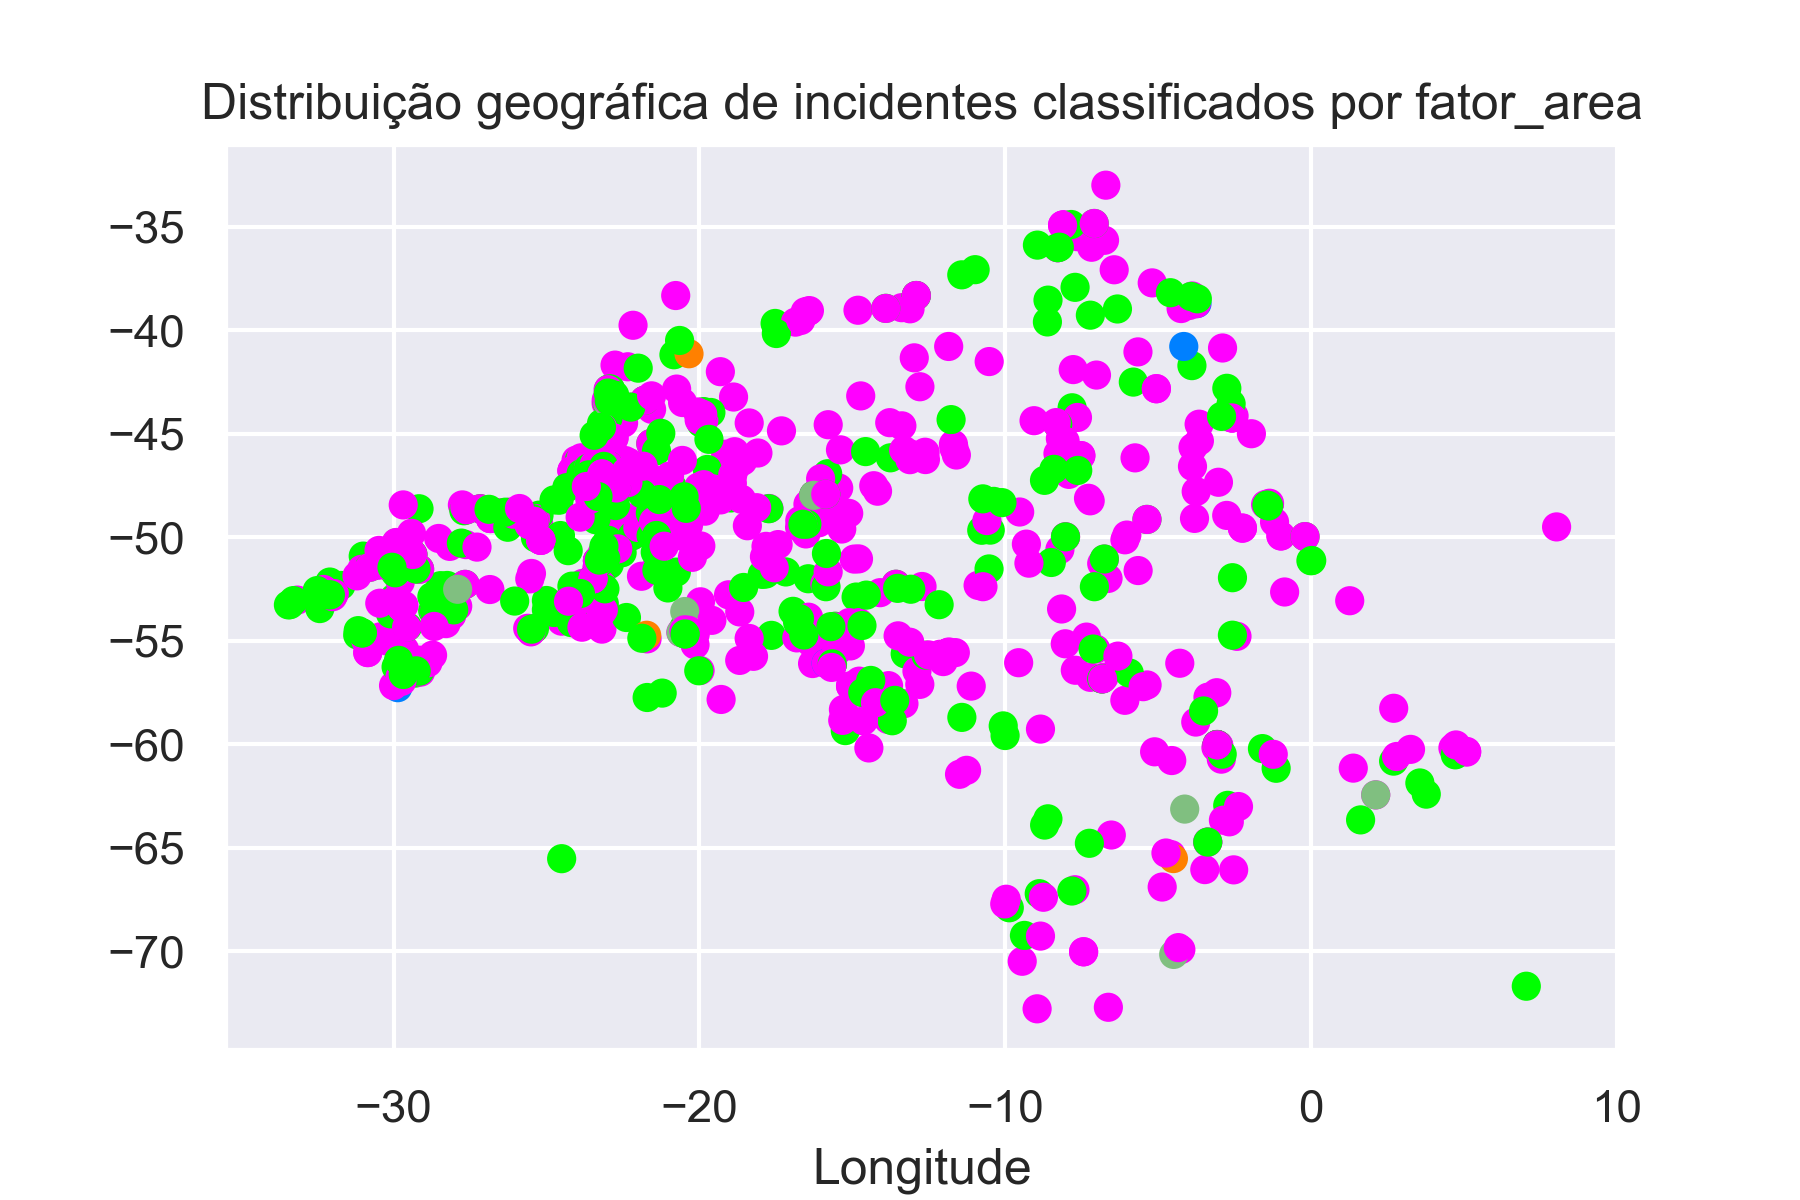 Distribuição geográfica de incidentes classificados por fator_area
−35
−40
−45
−50
−55
−60
−65
−70
−30 −20 −10 0 10
Longitude